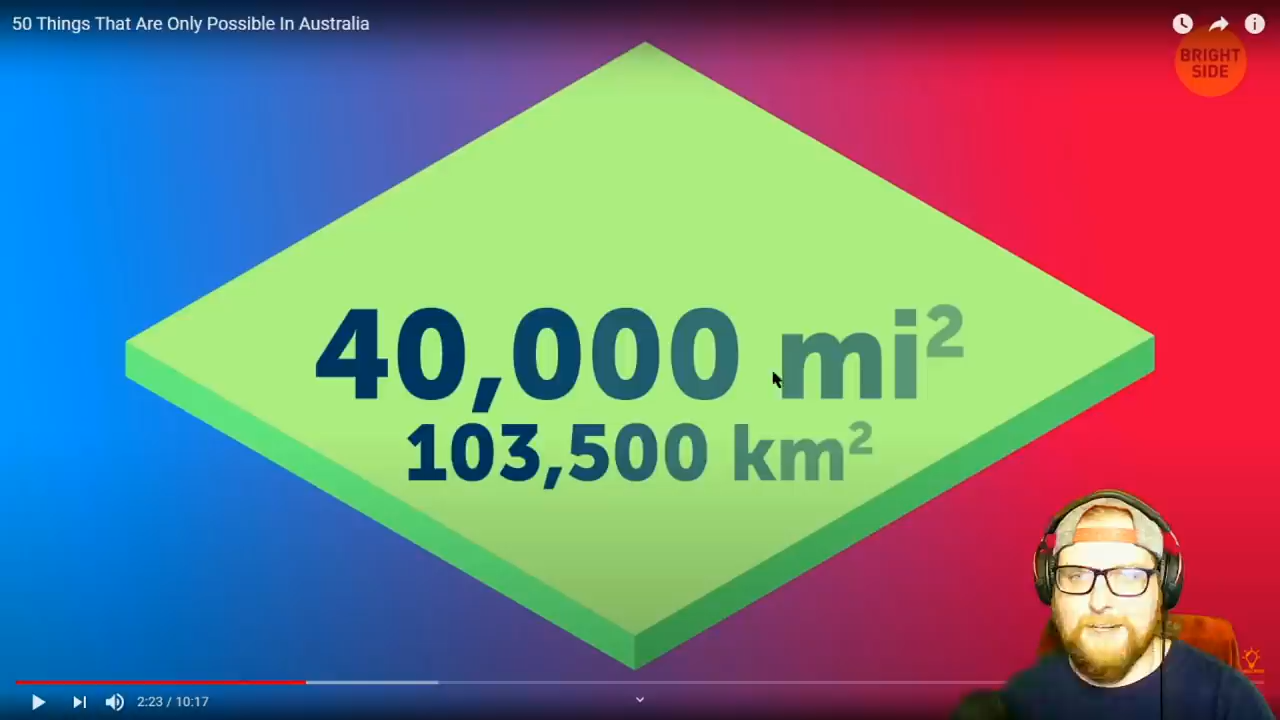 50 Things That Are Only Possible In Australia
BRIGHT
SIDE
40,000 mi²
103,500 km²
2:23 / 10:17